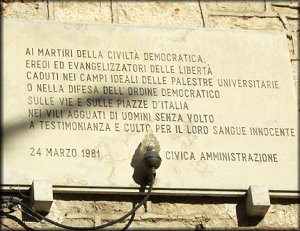 AI MARTIRI DELLA CIVILTÀ DEMOCRATICA,
EREDI ED EVANGELIZZATORI DELLE LIBERTÀ
CADUTI NEI CAMPI IDEALI DELLE PALESTRE UNIVERSITARIE
O NELLA DIFESA DELL'ORDINE DEMOCRATICO
SULLE VIE E SULLE PIAZZE D'ITALIA
NEI VILI AGGUATI DI UOMINI SENZA VOLTO
A TESTIMONIANZA E CULTO PER IL LORO SANGUE INNOCENTE
24 MARZO 1981 CIVICA AMMINISTRAZIONE